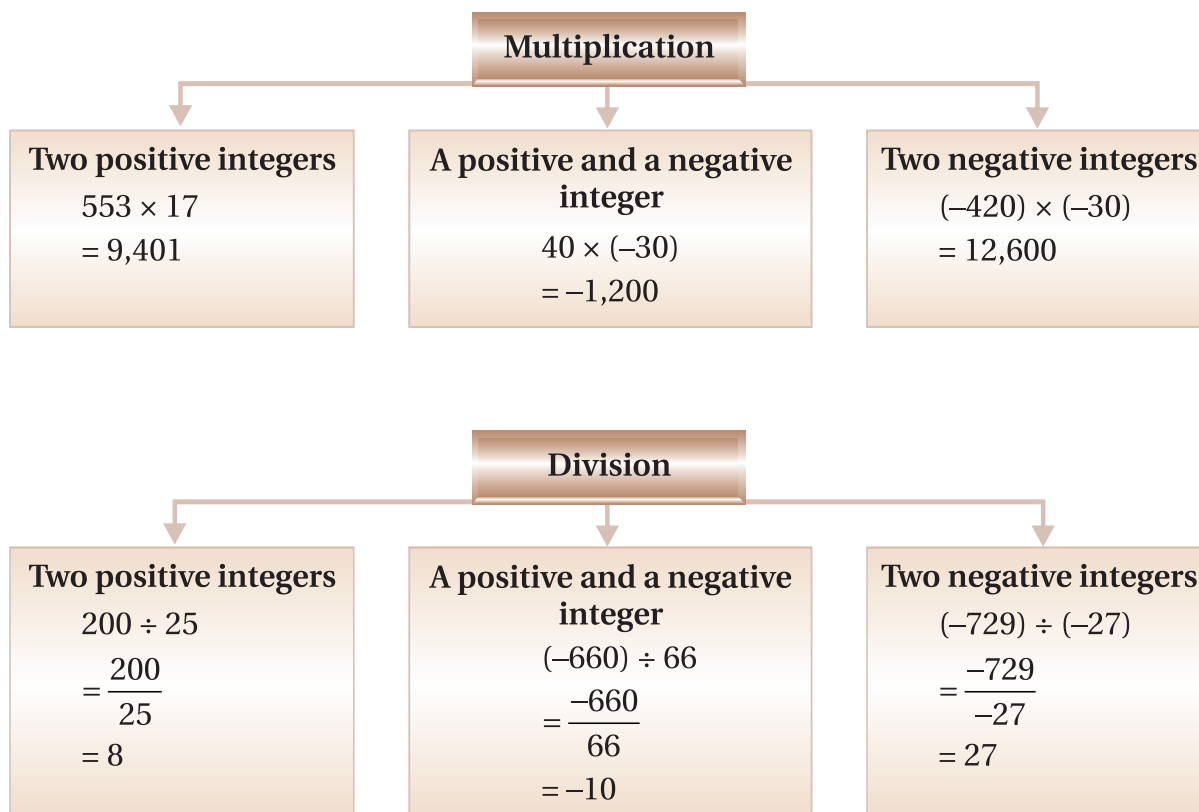 Multiplication
Two positive integers
553 × 17
= 9,401
A positive and a negative
integer
40 × (–30)
= –1,200
Two negative integers
(–420) × (–30)
= 12,600
Division
Two positive integers
200 ÷ 25
= 200/25
= 8
A positive and a negative
integer
(–660) ÷ 66
= –660/66
= –10
Two negative integers
(–729) ÷ (–27)
= –729/–27
= 27